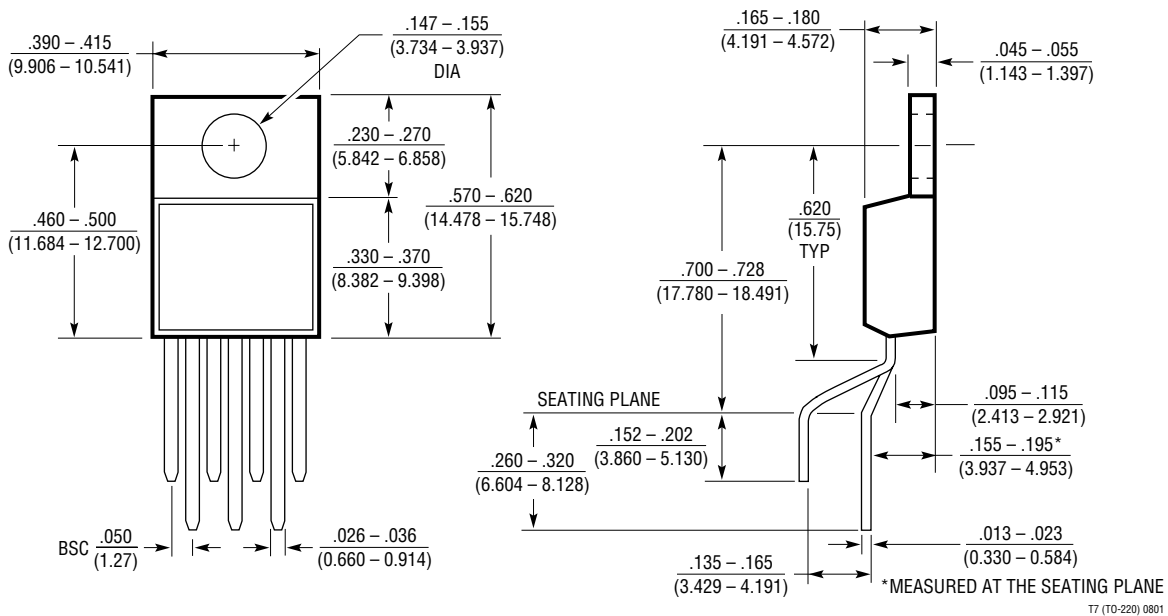 .390 – .415
(9.906 – 10.541)
.147 – .155
(3.734 – 3.937)
DIA
.230 – .270
(5.842 – 6.858)
.570 – .620
(14.478 – 15.748)
.460 – .500
(11.684 – 12.700)
.330 – .370
(8.382 – 9.398)
BSC .050
(1.27)
.026 – .036
(0.660 – 0.914)
.165 – .180
(4.191 – 4.572)
.045 – .055
(1.143 – 1.397)
.620
(15.75)
TYP
.700 – .728
(17.780 – 18.491)
SEATING PLANE
.095 – .115
(2.413 – 2.921)
.152 – .202
(3.860 – 5.130)
.155 – .195*
(3.937 – 4.953)
.260 – .320
(6.604 – 8.128)
.013 – .023
(0.330 – 0.584)
.135 – .165
(3.429 – 4.191)
*MEASURED AT THE SEATING PLANE
T7 (TO-220) 0801